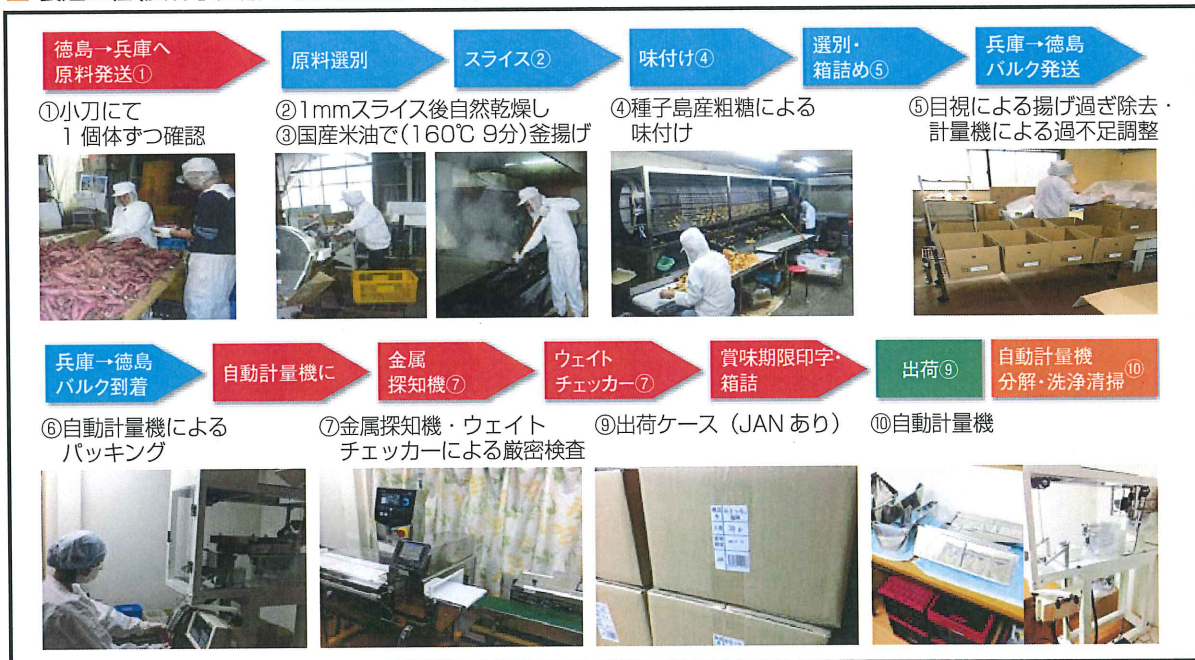 徳島→兵庫へ
原料発送①
原料選別
スライス②
味付け④
選別・
箱詰め⑤
兵庫→徳島
バルク発送
①小刀にて
1個体ずつ確認
②1mmスライス後自然乾燥し
③国産米油で(160℃ 9分)釜揚げ
④種子島産粗糖による
味付け
⑤目視による揚げ過ぎ除去・
計量機による過不足調整
兵庫→徳島
バルク到着
自動計量機に
金属
探知機⑦
ウェイト
チェッカー⑦
賞味期限印字・
箱詰
出荷⑨
自動計量機
分解・洗浄清掃⑩
⑥自動計量機による
パッキング
⑦金属探知機・ウェイト
チェッカーによる厳密検査
⑨出荷ケース（JANあり）
⑩自動計量機